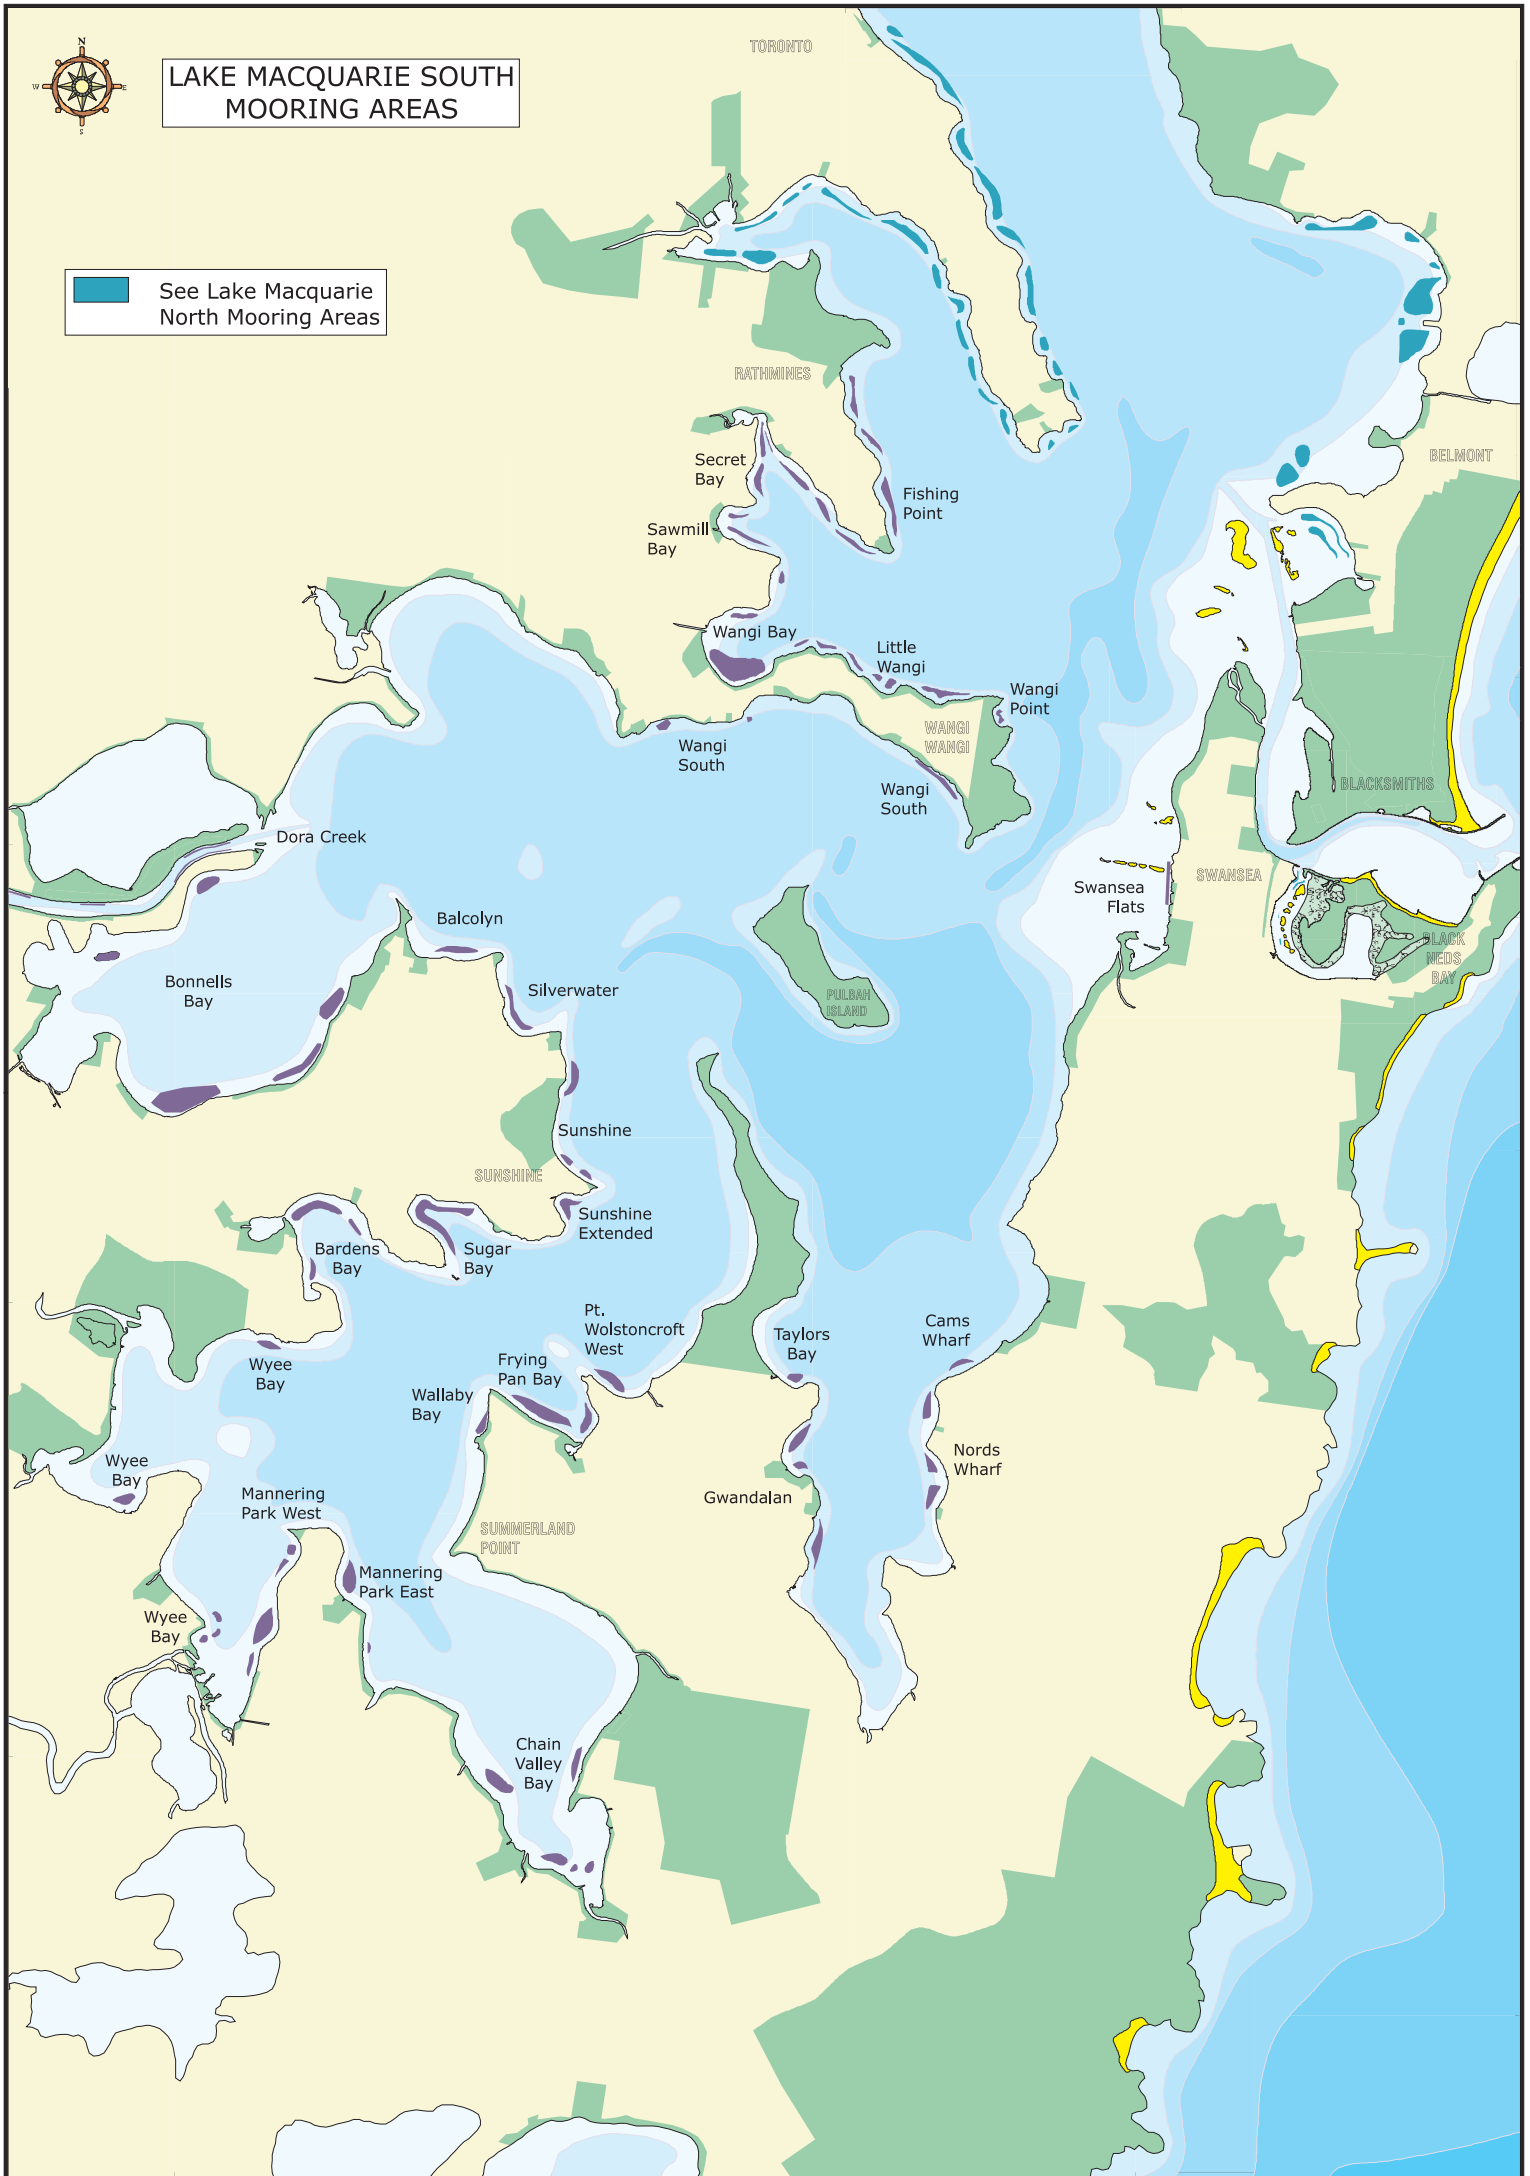 N
W
E
S
LAKE MACQUARIE SOUTH
MOORING AREAS
TORONTO
See Lake Macquarie
North Mooring Areas
RATHMINES
Secret
Bay
BELMONT
Fishing
Point
Sawmill
Bay
Wangi Bay
Little
Wangi
Wangi
Point
WANGI
WANGI
Wangi
South
Wangi
South
BLACKSMITHS
Dora Creek
SWANSEA
Swansea
Flats
Balcolyn
BLACK
NEDS
BAY
Bonnells
Bay
Silverwater
PULBAH
ISLAND
Sunshine
SUNSHINE
Sunshine
Extended
Bardens
Bay
Sugar
Bay
Pt.
Wolstoncroft
West
Taylors
Bay
Cams
Wharf
Wyee
Bay
Frying
Pan Bay
Wallaby
Bay
Wyee
Bay
Nords
Wharf
Mannering
Park West
Gwandalan
SUMMERLAND
POINT
Mannering
Park East
Wyee
Bay
Chain
Valley
Bay